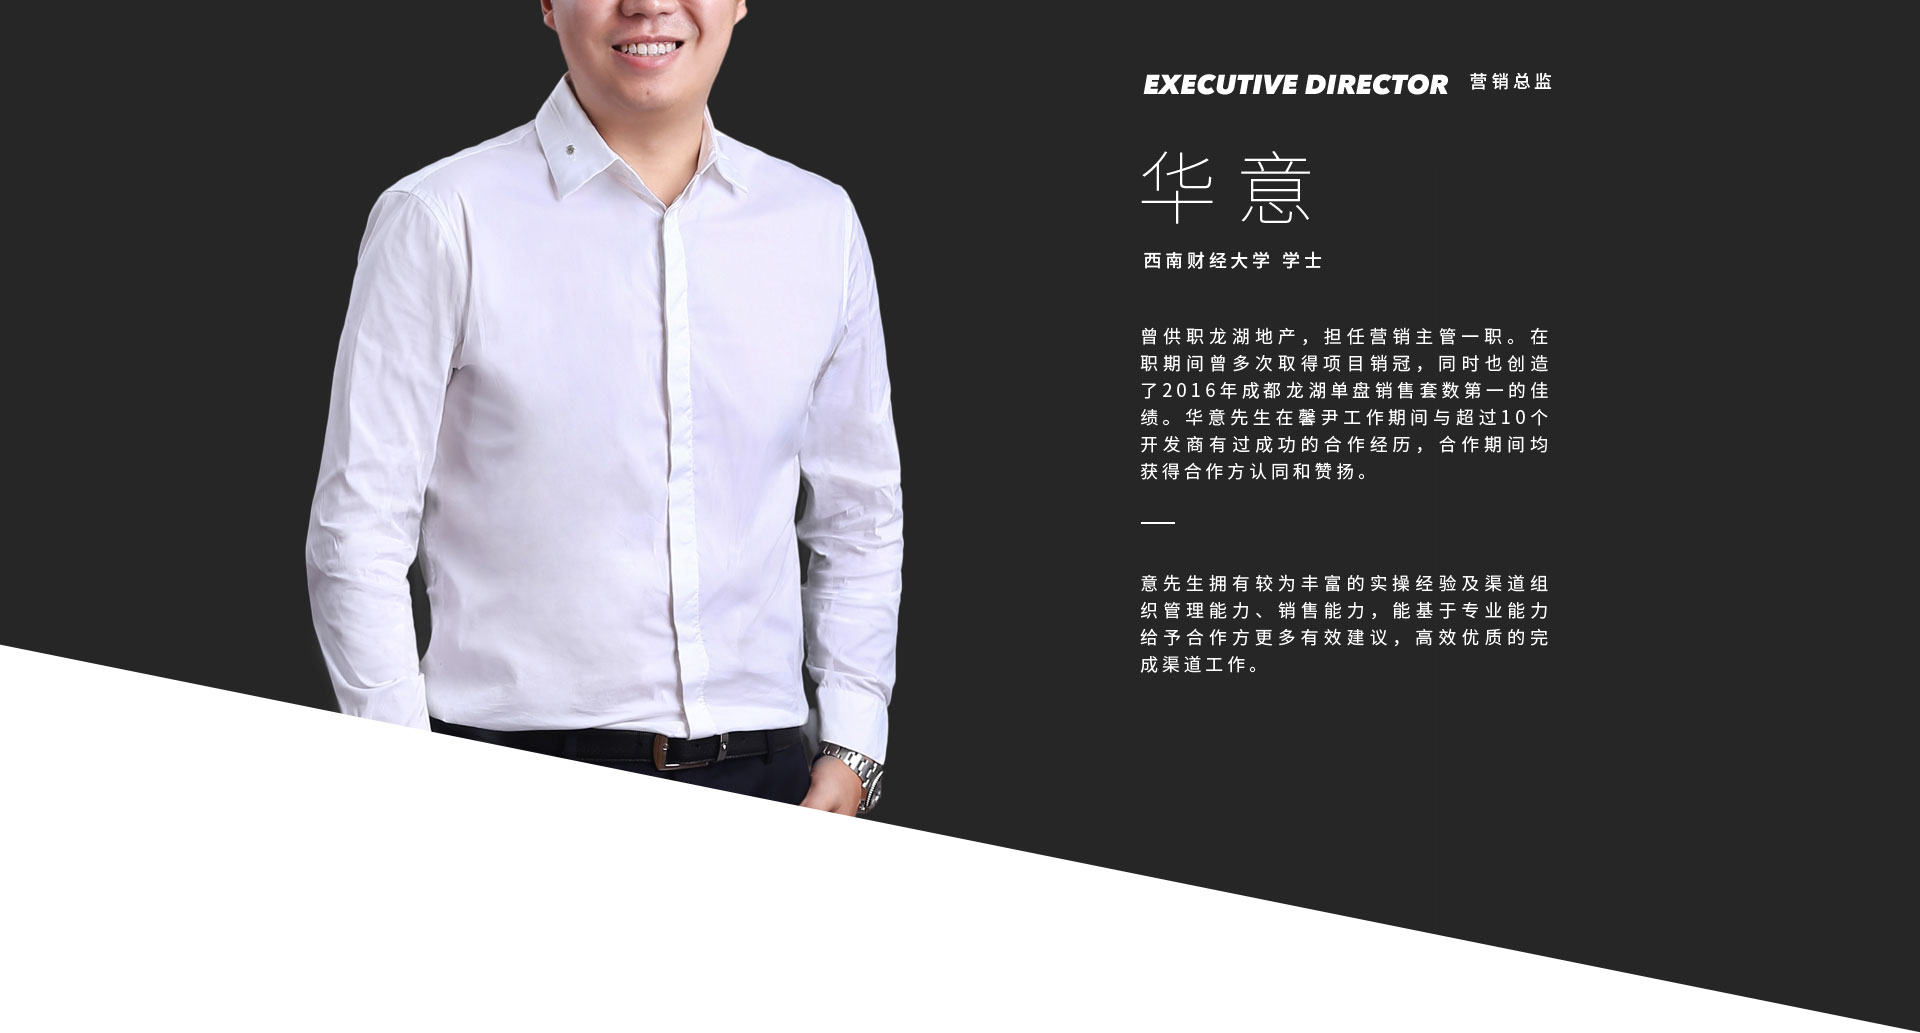 EXECUTIVE DIRECTOR 营销总监
华意
西南财经大学 学士
曾供职龙湖地产，担任营销主管一职。在
职期间曾多次取得项目销冠，同时也创造
了2016年成都龙湖单盘销售套数第一的佳
绩。华意先生在馨尹工作期间与超过10个
开发商有过成功的合作经历，合作期间均
获得合作方认同和赞扬。
意先生拥有较为丰富的实操经验及渠道组
织管理能力、销售能力，能基于专业能力
给予合作方更多有效建议，高效优质的完
成渠道工作。